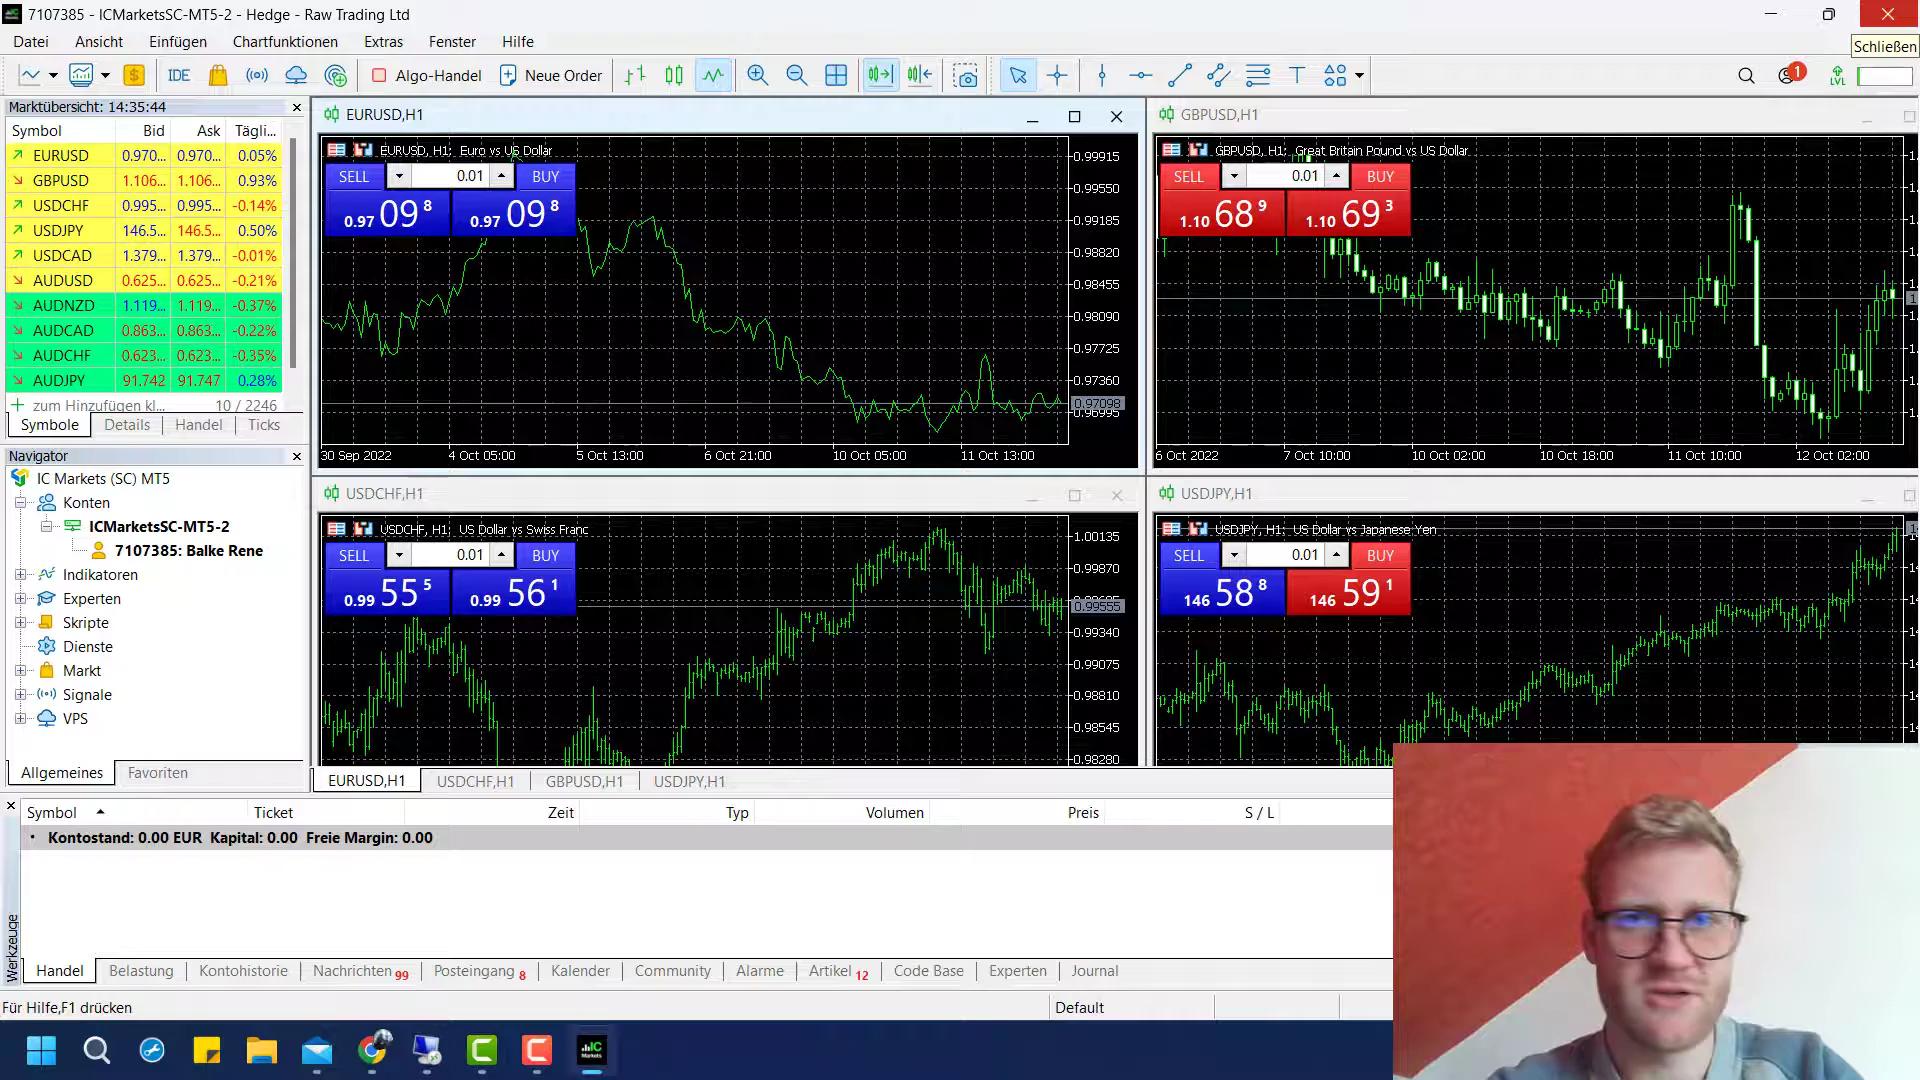 7107385 - ICMarketsSC-MT5-2 - Hedge - Raw Trading Ltd
Datei Ansicht Einfügen Chartfunktionen Extras Fenster Hilfe
Schließen
IDE Algo-Handel Neue Order 1 LVL
Marktübersicht: 14:35:44
Symbol Bid Ask Tägli...
EURUSD 0.970... 0.970... 0.05%
GBPUSD 1.106... 1.106... 0.93%
USDCHF 0.995... 0.995... -0.14%
USDJPY 146.5... 146.5... 0.50%
USDCAD 1.379... 1.379... -0.01%
AUDUSD 0.625... 0.625... -0.21%
AUDNZD 1.119... 1.119... -0.37%
AUDCAD 0.863... 0.863... -0.22%
AUDCHF 0.623... 0.623... -0.35%
AUDJPY 91.742 91.747 0.28%
zum Hinzufügen kl... 10 / 2246
Symbole Details Handel Ticks
Navigator
IC Markets (SC) MT5
Konten
ICMarketsSC-MT5-2
7107385: Balke Rene
Indikatoren
Experten
Skripte
Dienste
Markt
Signale
VPS
Allgemeines Favoriten
EURUSD,H1
EURUSD, H1: Euro vs US Dollar
SELL 0.01 BUY
0.97 09 8 0.97 09 8
0.99915
0.99550
0.99185
0.98820
0.98455
0.98090
0.97725
0.97360
0.97098
0.96995
30 Sep 2022 4 Oct 05:00 5 Oct 13:00 6 Oct 21:00 10 Oct 05:00 11 Oct 13:00
GBPUSD,H1
GBPUSD, H1: Great Britain Pound vs US Dollar
SELL 0.01 BUY
1.10 68 9 1.10 69 3
6 Oct 2022 7 Oct 10:00 10 Oct 02:00 10 Oct 18:00 11 Oct 10:00 12 Oct 02:00
USDCHF,H1
USDCHF, H1: US Dollar vs Swiss Franc
SELL 0.01 BUY
0.99 55 5 0.99 56 1
1.00135
0.99870
0.99555
0.99340
0.99075
0.98810
0.98545
0.98280
USDJPY,H1
USDJPY, H1: US Dollar vs Japanese Yen
SELL 0.01 BUY
146 58 8 146 59 1
EURUSD,H1 USDCHF,H1 GBPUSD,H1 USDJPY,H1
Symbol Ticket Zeit Typ Volumen Preis S / L
Kontostand: 0.00 EUR Kapital: 0.00 Freie Margin: 0.00
Werkzeuge
Handel Belastung Kontohistorie Nachrichten 99 Posteingang 8 Kalender Community Alarme Artikel 12 Code Base Experten Journal
Für Hilfe,F1 drücken Default
IC Markets